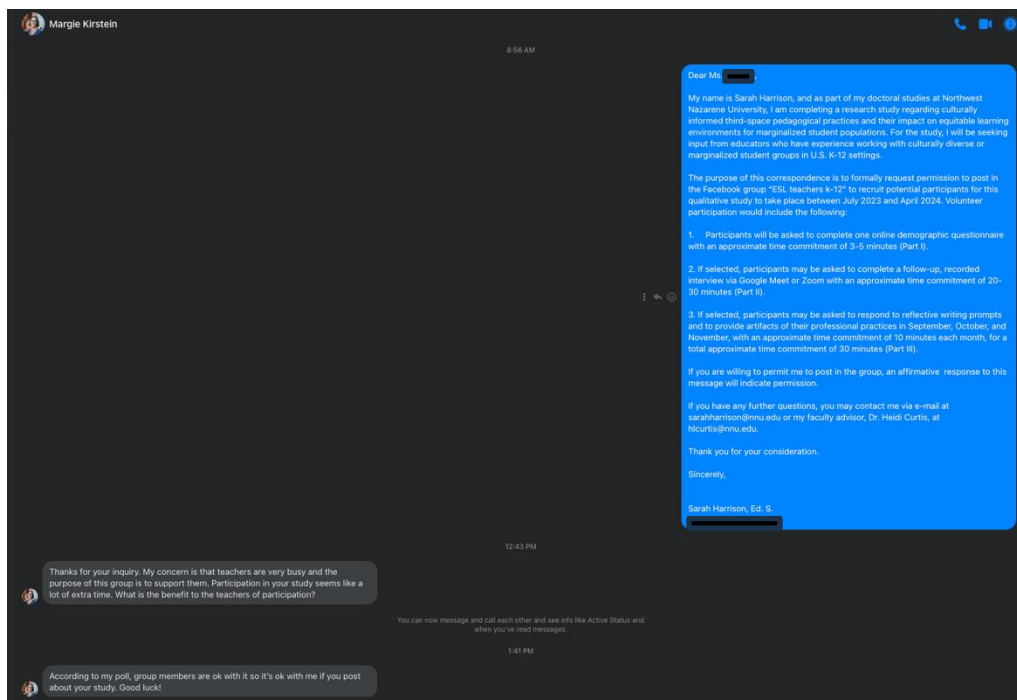 Margie Kirstein
8:56 AM
Dear Ms. ,
My name is Sarah Harrison, and as part of my doctoral studies at Northwest
Nazarene University, I am completing a research study regarding culturally
informed third-space pedagogical practices and their impact on equitable learning
environments for marginalized student populations. For the study, I will be seeking
input from educators who have experience working with culturally diverse or
marginalized student groups in U.S. K-12 settings.
The purpose of this correspondence is to formally request permission to post in
the Facebook group "ESL teachers k-12" to recruit potential participants for this
qualitative study to take place between July 2023 and April 2024. Volunteer
participation would include the following:
1. Participants will be asked to complete one online demographic questionnaire
with an approximate time commitment of 3-5 minutes (Part I).
2. If selected, participants may be asked to complete a follow-up, recorded
interview via Google Meet or Zoom with an approximate time commitment of 20-
30 minutes (Part II).
3. If selected, participants may be asked to respond to reflective writing prompts
and to provide artifacts of their professional practices in September, October, and
November, with an approximate time commitment of 10 minutes each month, for a
total approximate time commitment of 30 minutes (Part III).
If you are willing to permit me to post in the group, an affirmative response to this
message will indicate permission.
If you have any further questions, you may contact me via e-mail at
sarahharrison@nnu.edu or my faculty advisor, Dr. Heidi Curtis, at
hlcurtis@nnu.edu.
Thank you for your consideration.
Sincerely,
Sarah Harrison, Ed. S.
12:43 PM
Thanks for your inquiry. My concern is that teachers are very busy and the
purpose of this group is to support them. Participation in your study seems like a
lot of extra time. What is the benefit to the teachers of participation?
You can now message and call each other and see info like Active Status and
when you've read messages.
1:41 PM
According to my poll, group members are ok with it so it's ok with me if you post
about your study. Good luck!